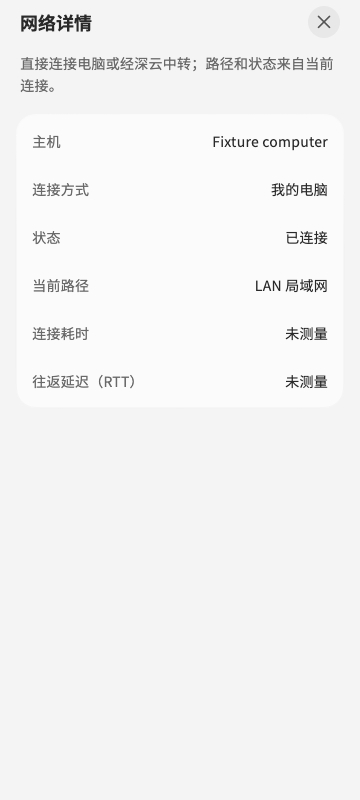 网络详情
直接连接电脑或经深云中转；路径和状态来自当前
连接。
主机 Fixture computer
连接方式 我的电脑
状态 已连接
当前路径 LAN 局域网
连接耗时 未测量
往返延迟（RTT） 未测量